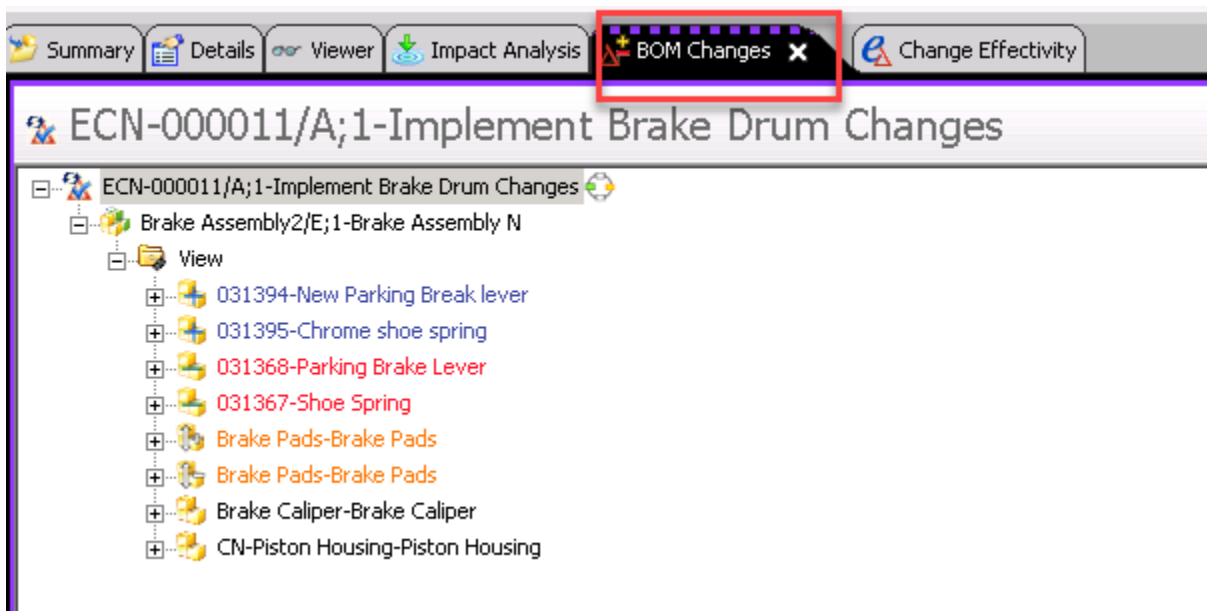 Summary Details Viewer Impact Analysis BOM Changes Change Effectivity
ECN-000011/A;1-Implement Brake Drum Changes
ECN-000011/A;1-Implement Brake Drum Changes
Brake Assembly2/E;1-Brake Assembly N
View
031394-New Parking Break lever
031395-Chrome shoe spring
031368-Parking Brake Lever
031367-Shoe Spring
Brake Pads-Brake Pads
Brake Pads-Brake Pads
Brake Caliper-Brake Caliper
CN-Piston Housing-Piston Housing